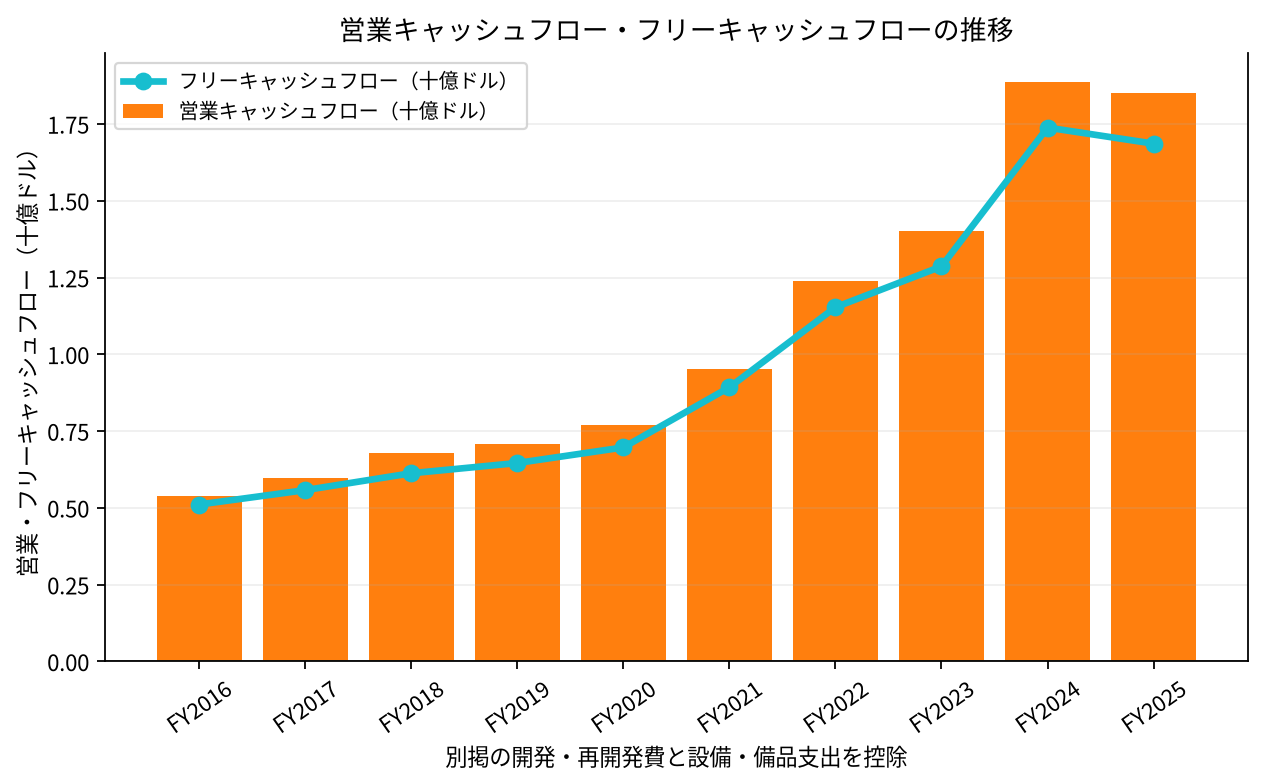 営業キャッシュフロー・フリーキャッシュフローの推移
フリーキャッシュフロー（十億ドル）
営業キャッシュフロー（十億ドル）
営業・フリーキャッシュフロー（十億ドル）
1.75
1.50
1.25
1.00
0.75
0.50
0.25
0.00
FY2016
FY2017
FY2018
FY2019
FY2020
FY2021
FY2022
FY2023
FY2024
FY2025
別掲の開発・再開発費と設備・備品支出を控除